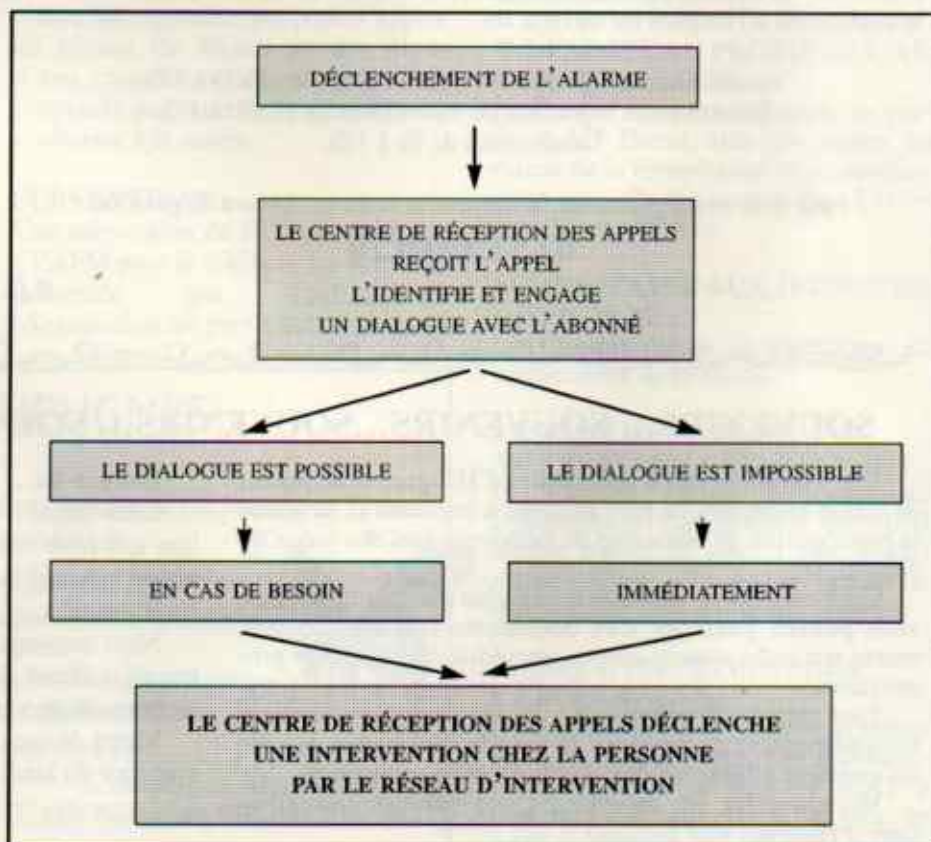 DÉCLENCHEMENT DE L'ALARME
LE CENTRE DE RÉCEPTION DES APPELS
REÇOIT L'APPEL
L'IDENTIFIE ET ENGAGE
UN DIALOGUE AVEC L'ABONNÉ
LE DIALOGUE EST POSSIBLE
LE DIALOGUE EST IMPOSSIBLE
EN CAS DE BESOIN
IMMÉDIATEMENT
LE CENTRE DE RÉCEPTION DES APPELS DÉCLENCHE
UNE INTERVENTION CHEZ LA PERSONNE
PAR LE RÉSEAU D'INTERVENTION